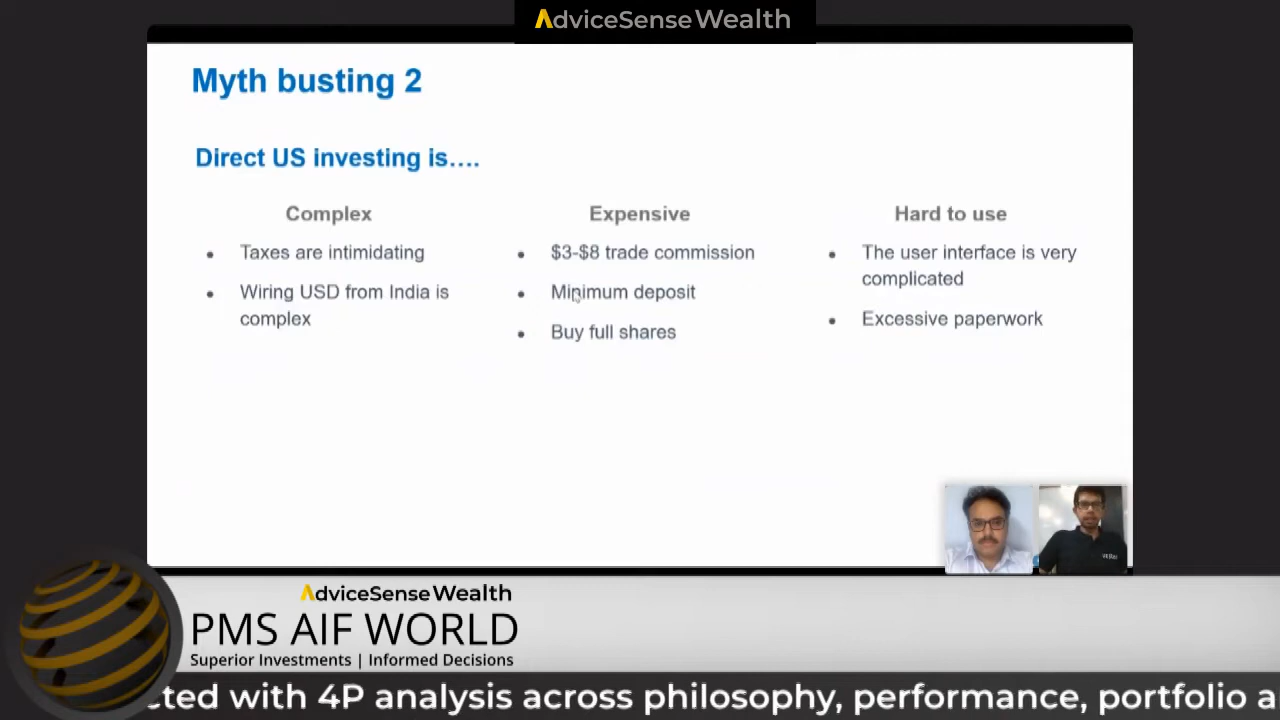 AdviceSense Wealth
Myth busting 2
Direct US investing is....
Complex
• Taxes are intimidating
• Wiring USD from India is
complex
Expensive
• $3-$8 trade commission
• Minimum deposit
• Buy full shares
Hard to use
• The user interface is very
complicated
• Excessive paperwork
AdviceSense Wealth
PMS AIF WORLD
Superior Investments | Informed Decisions
with 4P analysis across philosophy, performance, portfolio